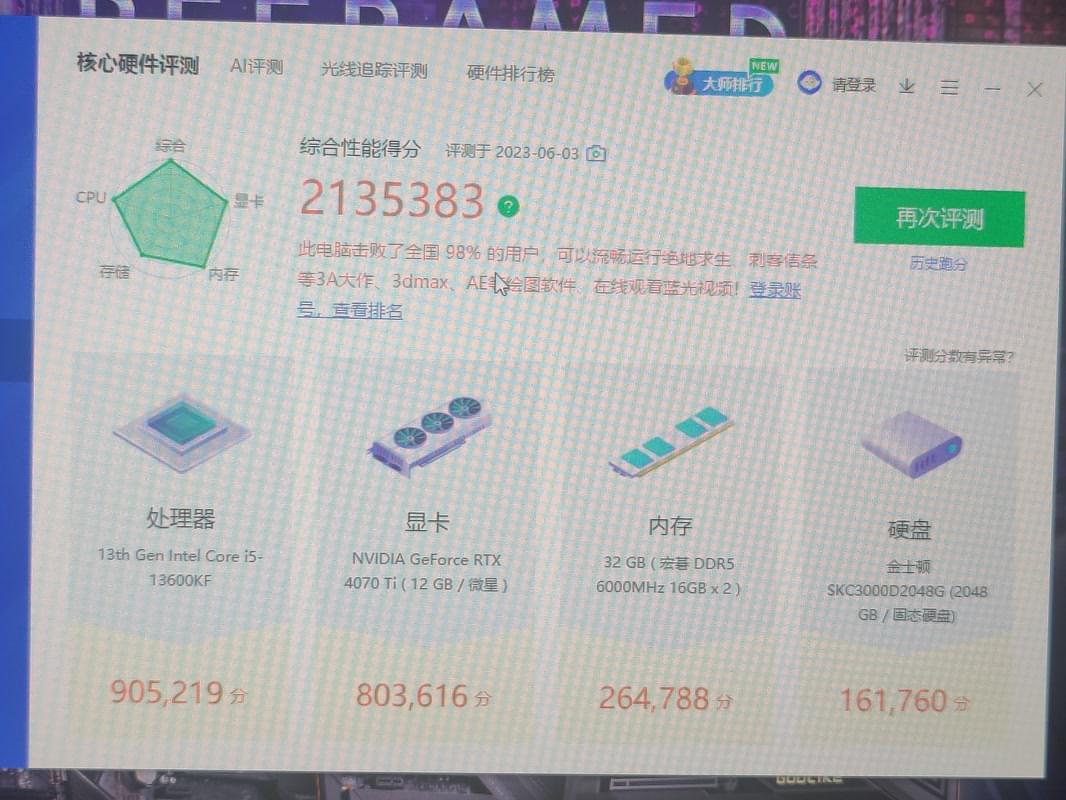 REFRAMED
核心硬件评测 AI评测 光线追踪评测 硬件排行榜 大师排行 NEW 请登录
综合
CPU
显卡
存储
内存
综合性能得分 评测于 2023-06-03
2135383 ?
此电脑击败了全国 98% 的用户，可以流畅运行绝地求生、刺客信条
等3A大作、3dmax、AE等绘图软件、在线观看蓝光视频！登录账
号，查看排名
再次评测
历史跑分
评测分数有异常？
处理器
13th Gen Intel Core i5-
13600KF
905,219 分
显卡
NVIDIA GeForce RTX
4070 Ti ( 12 GB / 微星 )
803,616 分
内存
32 GB ( 宏碁 DDR5
6000MHz 16GB x 2 )
264,788 分
硬盘
金士顿
SKC3000D2048G (2048
GB / 固态硬盘)
161,760 分
GODLIKE